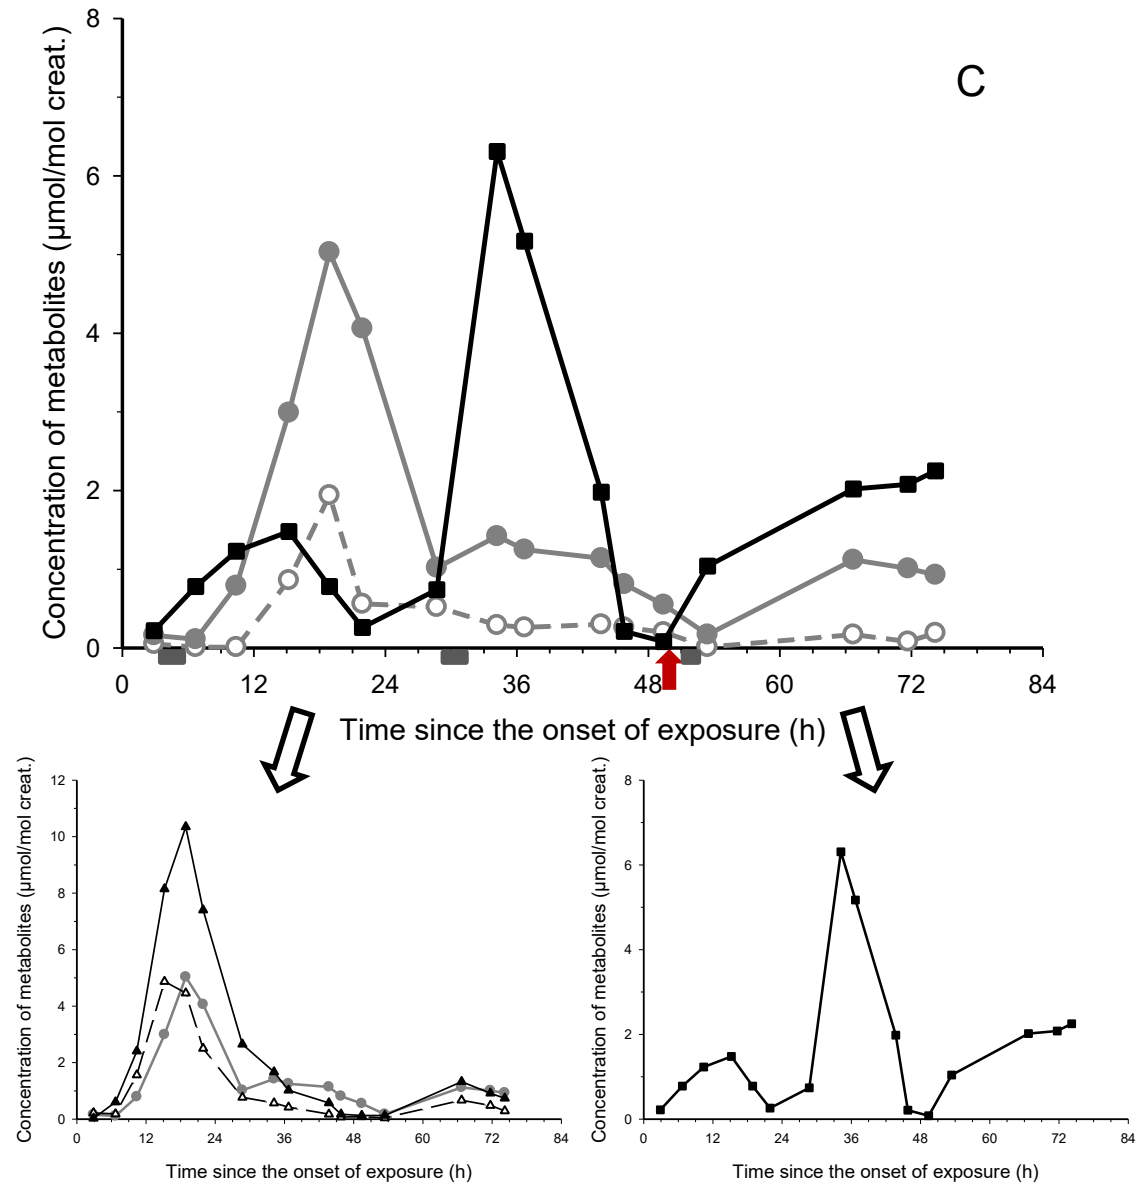 C
Concentration of metabolites (µmol/mol creat.)
8
6
4
2
0
0 12 24 36 48 60 72 84
Time since the onset of exposure (h)
Concentration of metabolites (µmol/mol creat.)
12
10
8
6
4
2
0
0 12 24 36 48 60 72 84
Time since the onset of exposure (h)
Concentration of metabolites (µmol/mol creat.)
8
6
4
2
0
0 12 24 36 48 60 72 84
Time since the onset of exposure (h)